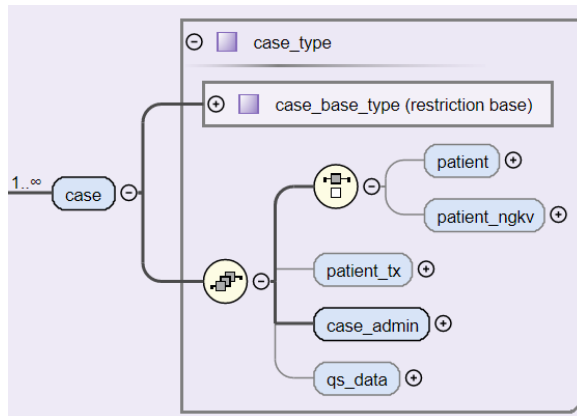 case_type
case_base_type (restriction base)
1..∞
case
patient
patient_ngkv
patient_tx
case_admin
qs_data